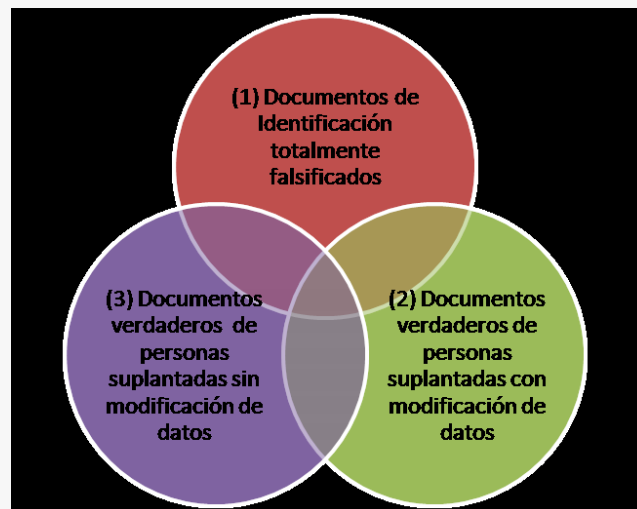 (1) Documentos de
Identificación
totalmente
falsificados
(3) Documentos
verdaderos de
personas
suplantadas sin
modificación de
datos
(2) Documentos
verdaderos de
personas
suplantadas con
modificación de
datos